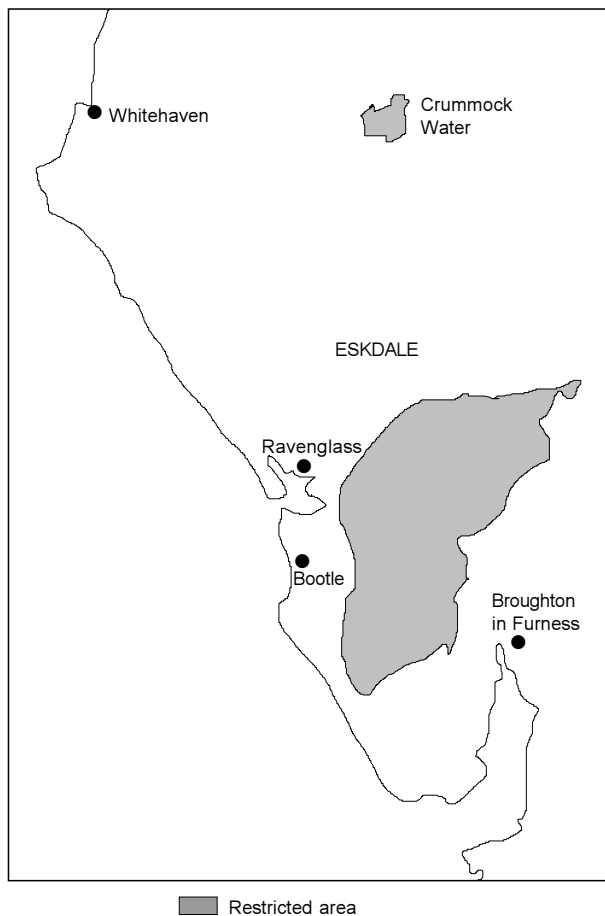 Whitehaven
Crummock
Water
ESKDALE
Ravenglass
Bootle
Broughton
in Furness
Restricted area